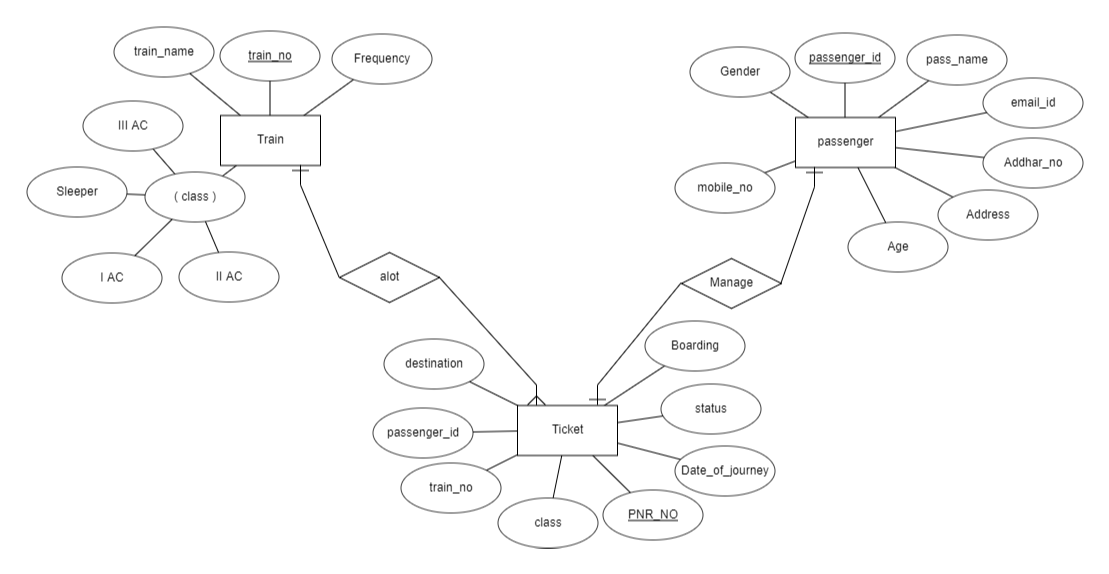 train_name
train_no
Frequency
III AC
Train
Sleeper
( class )
I AC
II AC
alot
Gender
passenger_id
pass_name
email_id
passenger
Addhar_no
mobile_no
Address
Age
Manage
destination
Boarding
passenger_id
Ticket
status
train_no
Date_of_journey
class
PNR_NO